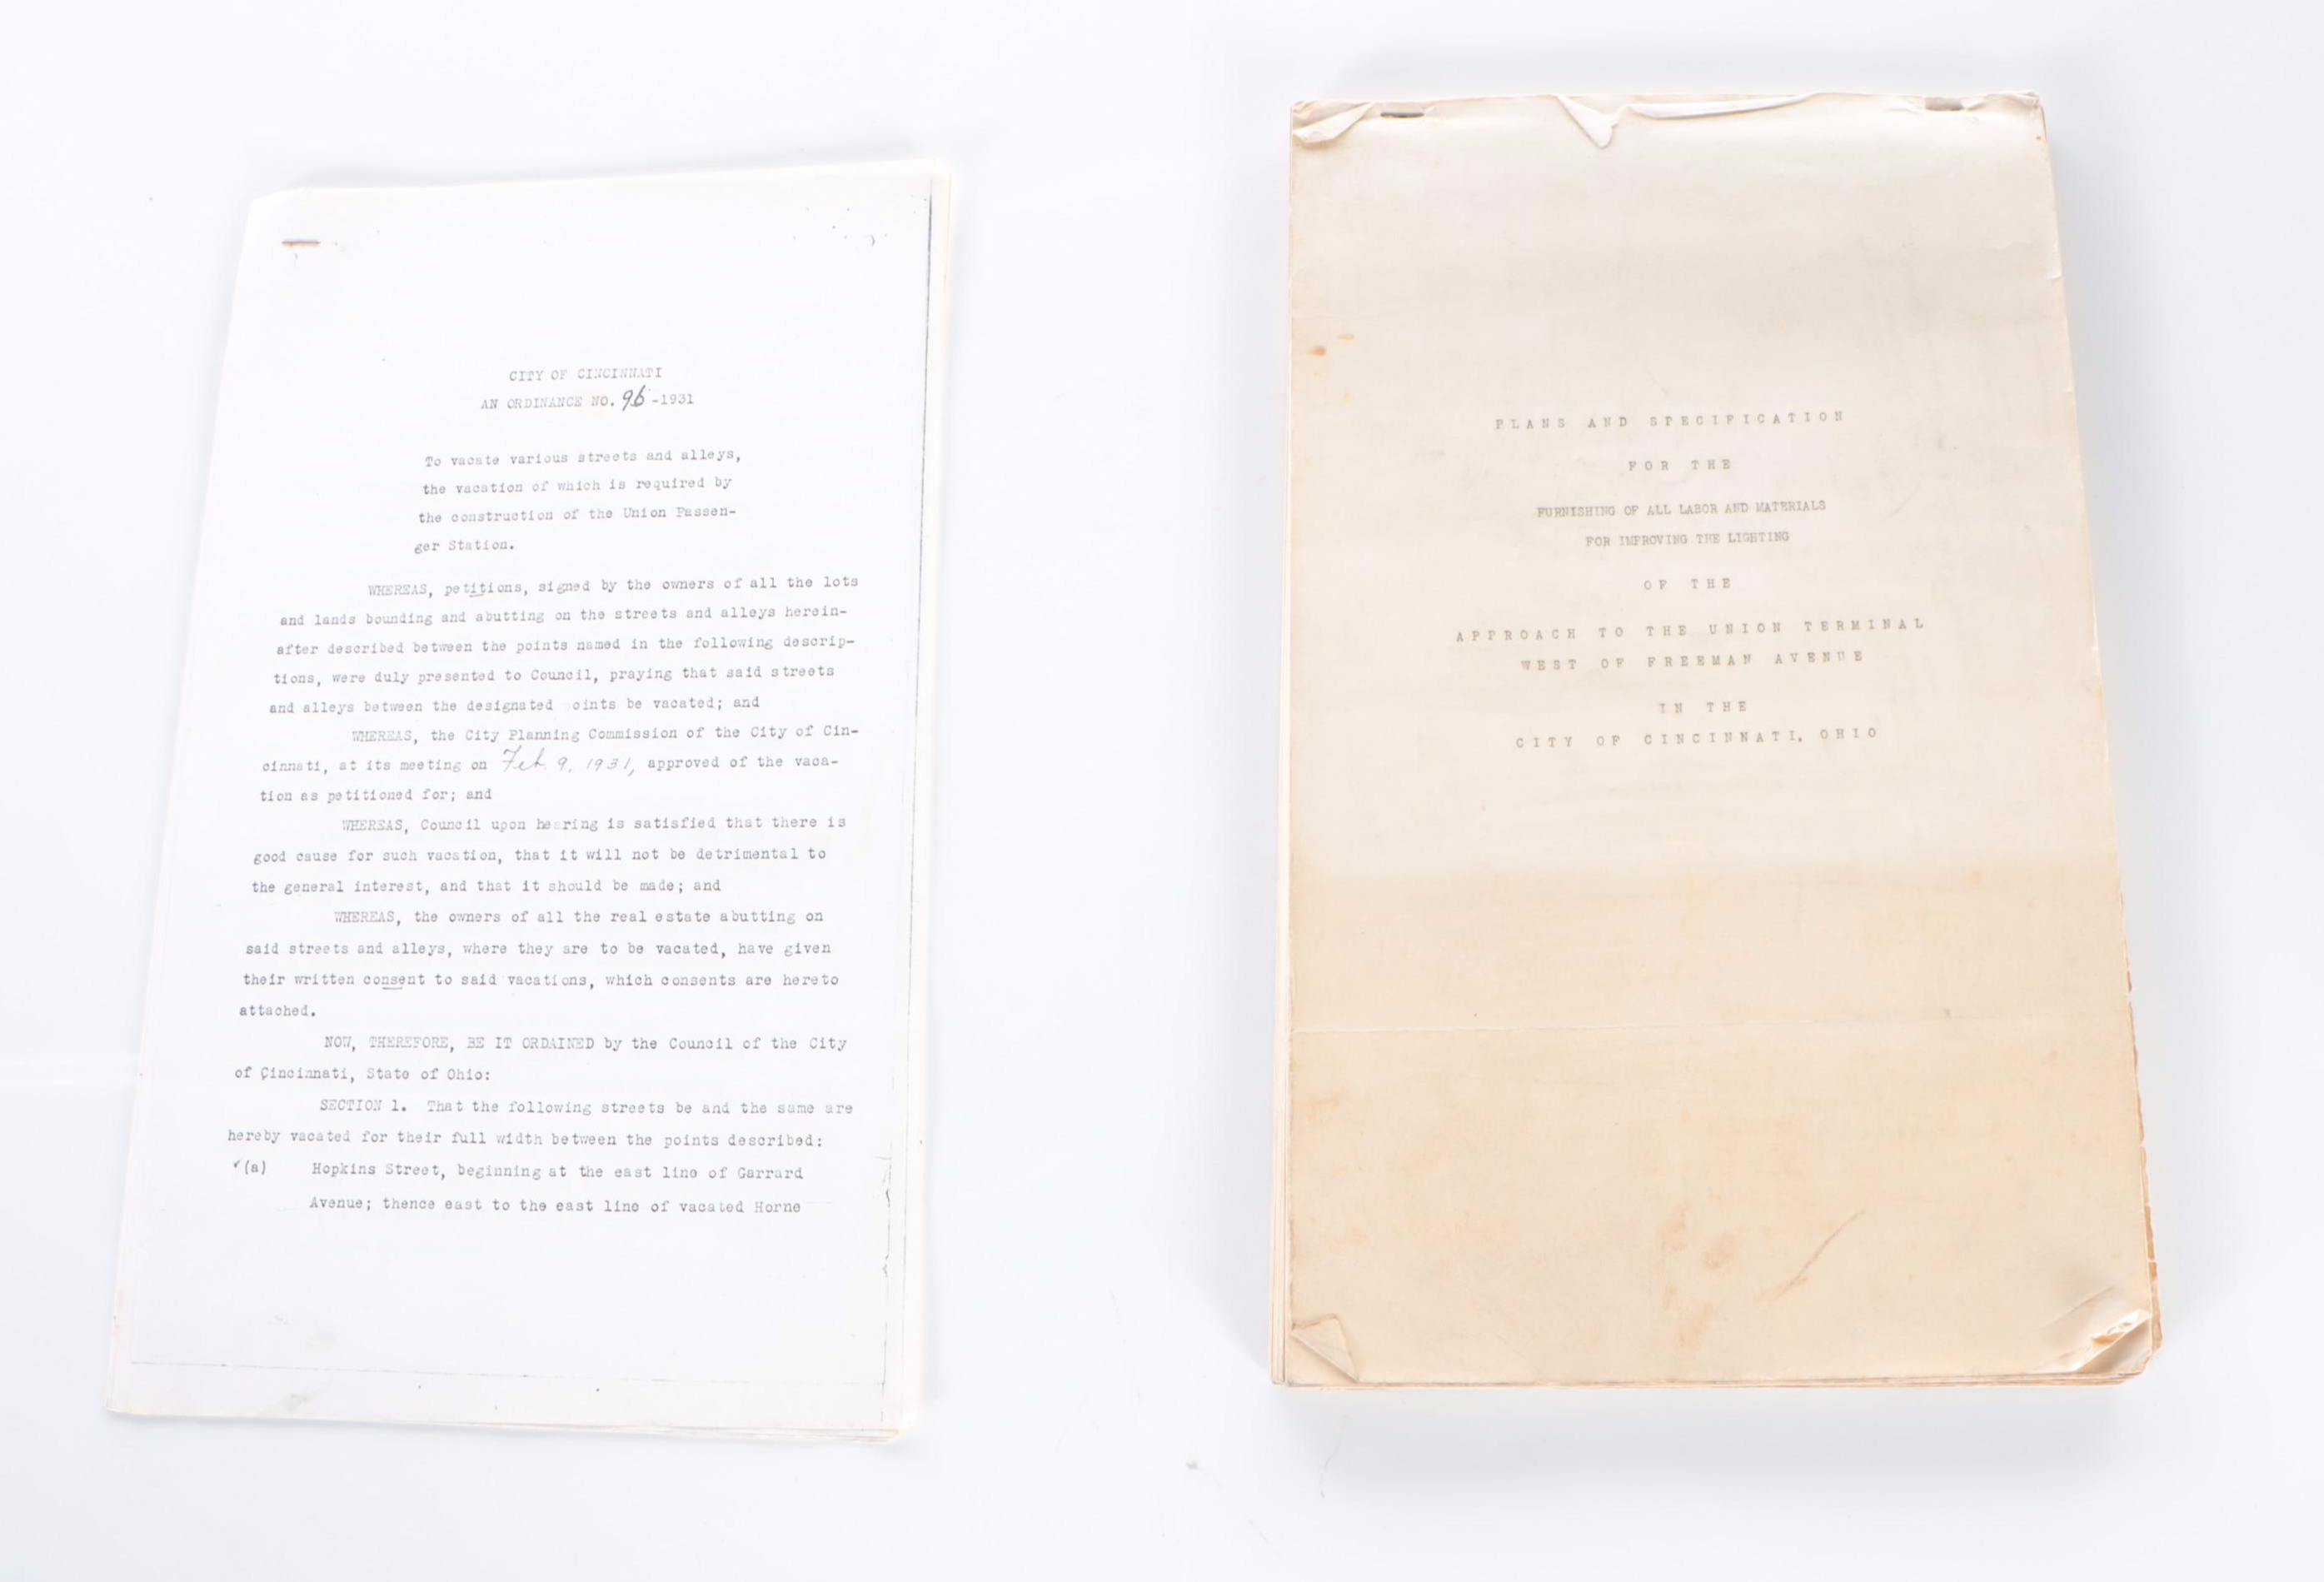 CITY OF CINCINNATI
AN ORDINANCE NO. 96-1931
To vacate various streets and alleys,
the vacation of which is required by
the construction of the Union Passen-
ger Station.
WHEREAS, petitions, signed by the owners of all the lots
and lands bounding and abutting on the streets and alleys herein-
after described between the points named in the following descrip-
tions, were duly presented to Council, praying that said streets
and alleys between the designated oints be vacated; and
WHEREAS, the City Planning Commission of the City of Cin-
cinnati, at its meeting on Feb. 9, 1931, approved of the vaca-
tion as petitioned for; and
WHEREAS, Council upon hearing is satisfied that there is
good cause for such vacation, that it will not be detrimental to
the general interest, and that it should be made; and
WHEREAS, the owners of all the real estate abutting on
said streets and alleys, where they are to be vacated, have given
their written consent to said vacations, which consents are hereto
attached.
NOW, THEREFORE, BE IT ORDAINED by the Council of the City
of Cincinnati, State of Ohio:
SECTION 1. That the following streets be and the same are
hereby vacated for their full width between the points described:
✓(a) Hopkins Street, beginning at the east line of Garrard
Avenue; thence east to the east line of vacated Horne
PLANS AND SPECIFICATION
FOR THE
FURNISHING OF ALL LABOR AND MATERIALS
FOR IMPROVING THE LIGHTING
OF THE
APPROACH TO THE UNION TERMINAL
WEST OF FREEMAN AVENUE
IN THE
CITY OF CINCINNATI, OHIO